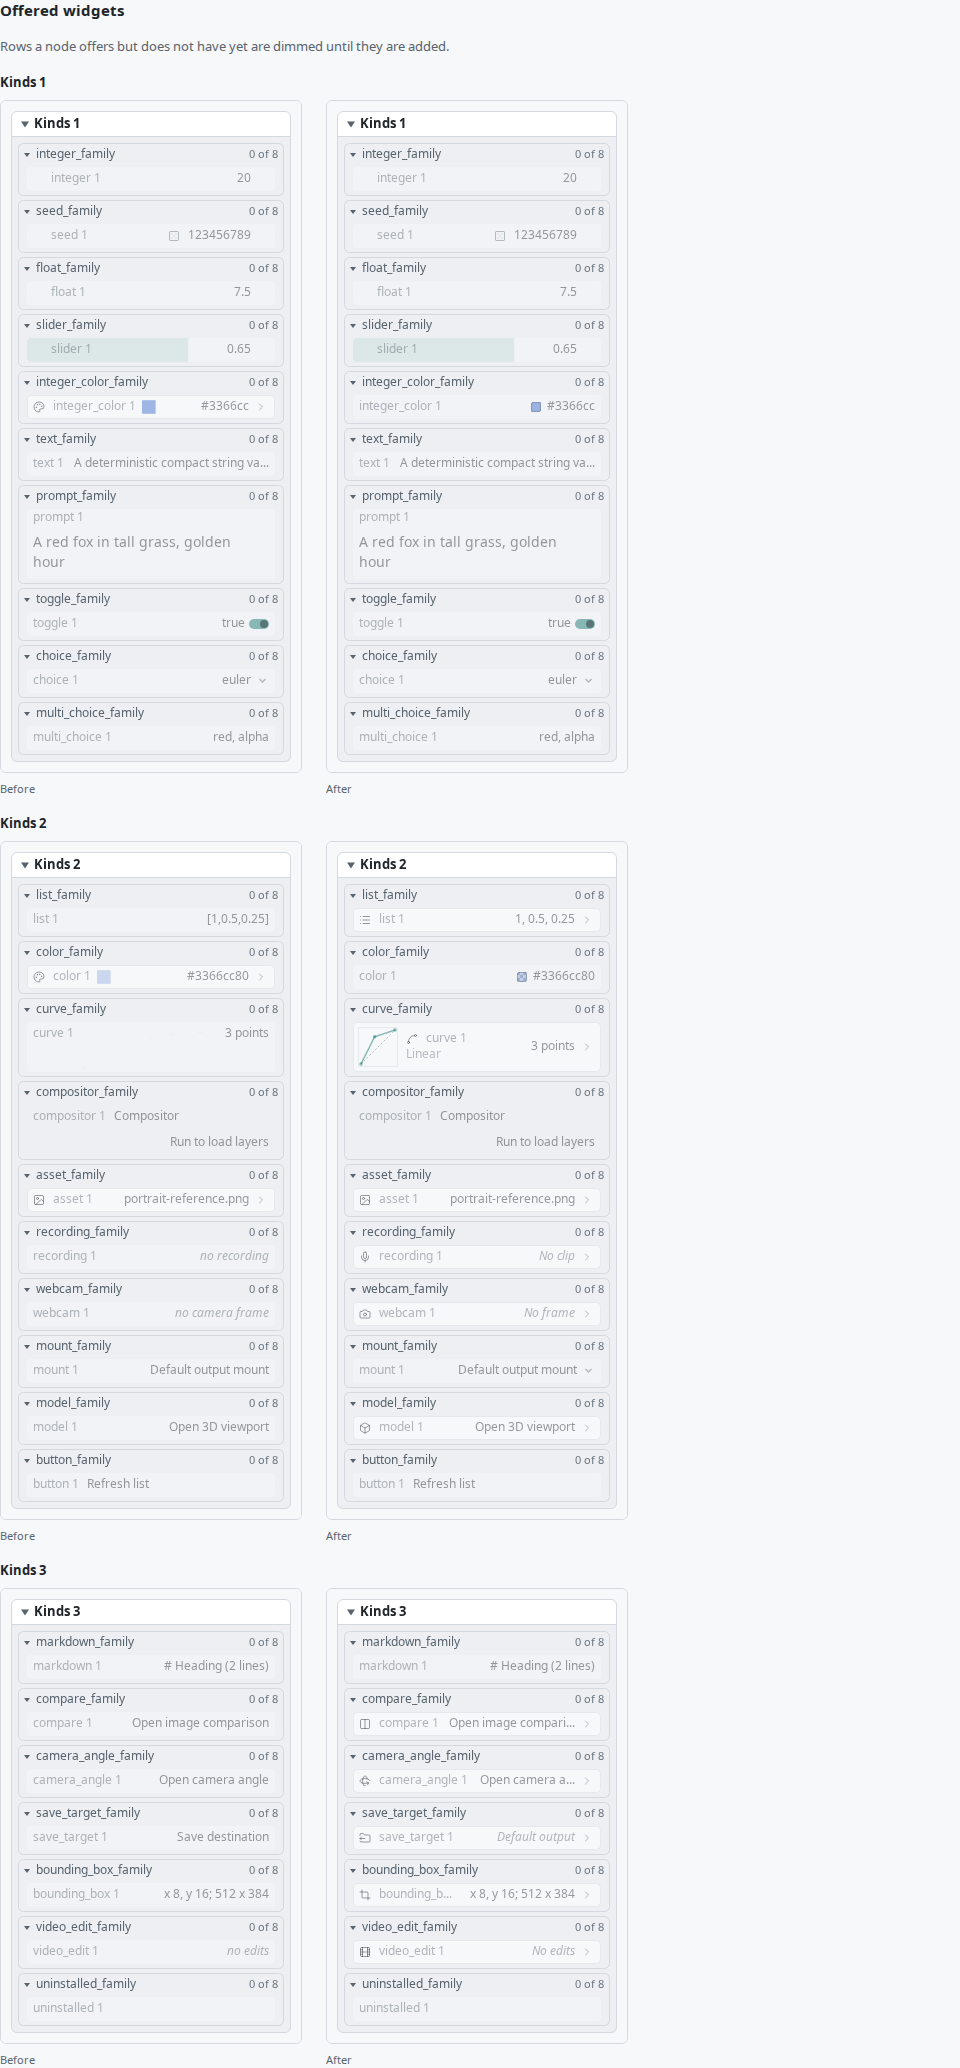 Offered widgets
Rows a node offers but does not have yet are dimmed until they are added.
Kinds 1
Kinds 1
integer_family 0 of 8
integer 1 20
seed_family 0 of 8
seed 1 123456789
float_family 0 of 8
float 1 7.5
slider_family 0 of 8
slider 1 0.65
integer_color_family 0 of 8
integer_color 1 #3366cc
text_family 0 of 8
text 1 A deterministic compact string va...
prompt_family 0 of 8
prompt 1
A red fox in tall grass, golden
hour
toggle_family 0 of 8
toggle 1 true
choice_family 0 of 8
choice 1 euler
multi_choice_family 0 of 8
multi_choice 1 red, alpha
Before
Kinds 1
integer_family 0 of 8
integer 1 20
seed_family 0 of 8
seed 1 123456789
float_family 0 of 8
float 1 7.5
slider_family 0 of 8
slider 1 0.65
integer_color_family 0 of 8
integer_color 1 #3366cc
text_family 0 of 8
text 1 A deterministic compact string va...
prompt_family 0 of 8
prompt 1
A red fox in tall grass, golden
hour
toggle_family 0 of 8
toggle 1 true
choice_family 0 of 8
choice 1 euler
multi_choice_family 0 of 8
multi_choice 1 red, alpha
After
Kinds 2
Kinds 2
list_family 0 of 8
list 1 [1,0.5,0.25]
color_family 0 of 8
color 1 #3366cc80
curve_family 0 of 8
curve 1 3 points
compositor_family 0 of 8
compositor 1 Compositor
Run to load layers
asset_family 0 of 8
asset 1 portrait-reference.png
recording_family 0 of 8
recording 1 no recording
webcam_family 0 of 8
webcam 1 no camera frame
mount_family 0 of 8
mount 1 Default output mount
model_family 0 of 8
model 1 Open 3D viewport
button_family 0 of 8
button 1 Refresh list
Before
Kinds 2
list_family 0 of 8
list 1 1, 0.5, 0.25
color_family 0 of 8
color 1 #3366cc80
curve_family 0 of 8
curve 1 3 points
Linear
compositor_family 0 of 8
compositor 1 Compositor
Run to load layers
asset_family 0 of 8
asset 1 portrait-reference.png
recording_family 0 of 8
recording 1 No clip
webcam_family 0 of 8
webcam 1 No frame
mount_family 0 of 8
mount 1 Default output mount
model_family 0 of 8
model 1 Open 3D viewport
button_family 0 of 8
button 1 Refresh list
After
Kinds 3
Kinds 3
markdown_family 0 of 8
markdown 1 # Heading (2 lines)
compare_family 0 of 8
compare 1 Open image comparison
camera_angle_family 0 of 8
camera_angle 1 Open camera angle
save_target_family 0 of 8
save_target 1 Save destination
bounding_box_family 0 of 8
bounding_box 1 x 8, y 16; 512 x 384
video_edit_family 0 of 8
video_edit 1 no edits
uninstalled_family 0 of 8
uninstalled 1
Before
Kinds 3
markdown_family 0 of 8
markdown 1 # Heading (2 lines)
compare_family 0 of 8
compare 1 Open image compari...
camera_angle_family 0 of 8
camera_angle 1 Open camera a...
save_target_family 0 of 8
save_target 1 Default output
bounding_box_family 0 of 8
bounding_b... x 8, y 16; 512 x 384
video_edit_family 0 of 8
video_edit 1 No edits
uninstalled_family 0 of 8
uninstalled 1
After